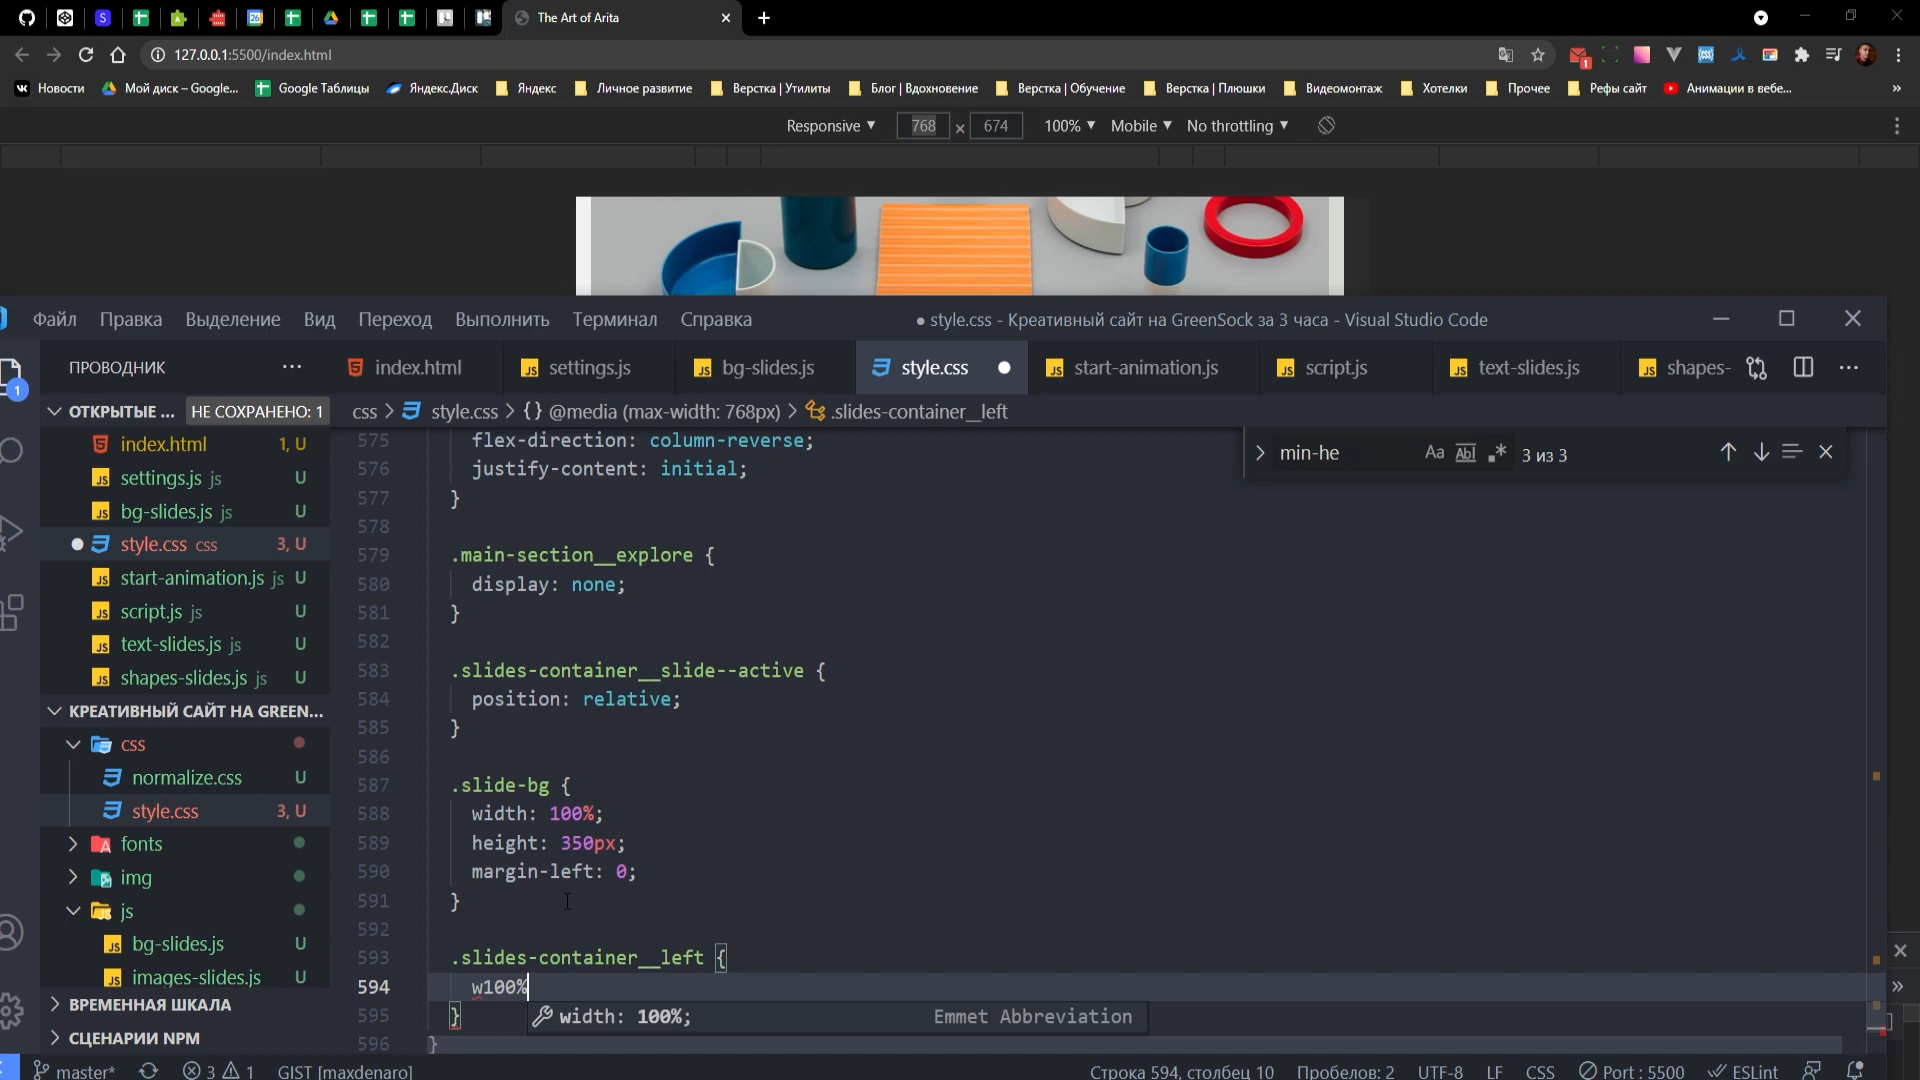 The Art of Arita
127.0.0.1:5500/index.html
Новости
Мой диск – Google...
Google Таблицы
Яндекс.Диск
Яндекс
Личное развитие
Верстка | Утилиты
Блог | Вдохновение
Верстка | Обучение
Верстка | Плюшки
Видеомонтаж
Хотелки
Прочее
Рефы сайт
Анимации в вебе...
Responsive 768 × 674 100% Mobile No throttling
Файл Правка Выделение Вид Переход Выполнить Терминал Справка
● style.css - Креативный сайт на GreenSock за 3 часа - Visual Studio Code
ПРОВОДНИК
index.html
settings.js
bg-slides.js
style.css
start-animation.js
script.js
text-slides.js
shapes-
ОТКРЫТЫЕ ... НЕ СОХРАНЕНО: 1
css > style.css > {} @media (max-width: 768px) > .slides-container__left
min-he
3 из 3
index.html 1, U
settings.js js U
bg-slides.js js U
style.css css 3, U
start-animation.js js U
script.js js U
text-slides.js js U
shapes-slides.js js U
КРЕАТИВНЫЙ САЙТ НА GREEN...
css
normalize.css U
style.css 3, U
fonts
img
js
bg-slides.js U
images-slides.js U
ВРЕМЕННАЯ ШКАЛА
СЦЕНАРИИ NPM
575 flex-direction: column-reverse;
576 justify-content: initial;
577 }
578
579 .main-section__explore {
580 display: none;
581 }
582
583 .slides-container__slide--active {
584 position: relative;
585 }
586
587 .slide-bg {
588 width: 100%;
589 height: 350px;
590 margin-left: 0;
591 }
592
593 .slides-container__left {
594 w100%
595 }
width: 100%; Emmet Abbreviation
596 }
master* 3 1 GIST [maxdenaro]
Строка 594, столбец 10 Пробелов: 2 UTF-8 LF CSS Port : 5500 ESLint